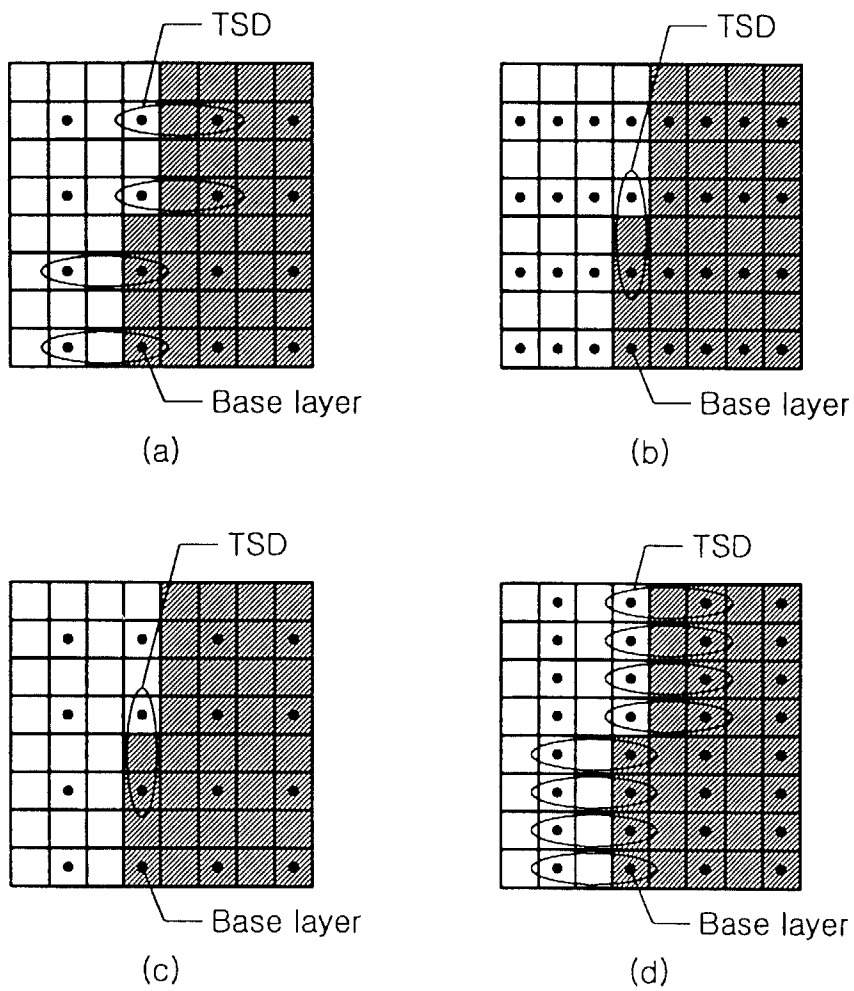 TSD
TSD
Base layer
Base layer
(a)
(b)
TSD
TSD
Base layer
Base layer
(c)
(d)